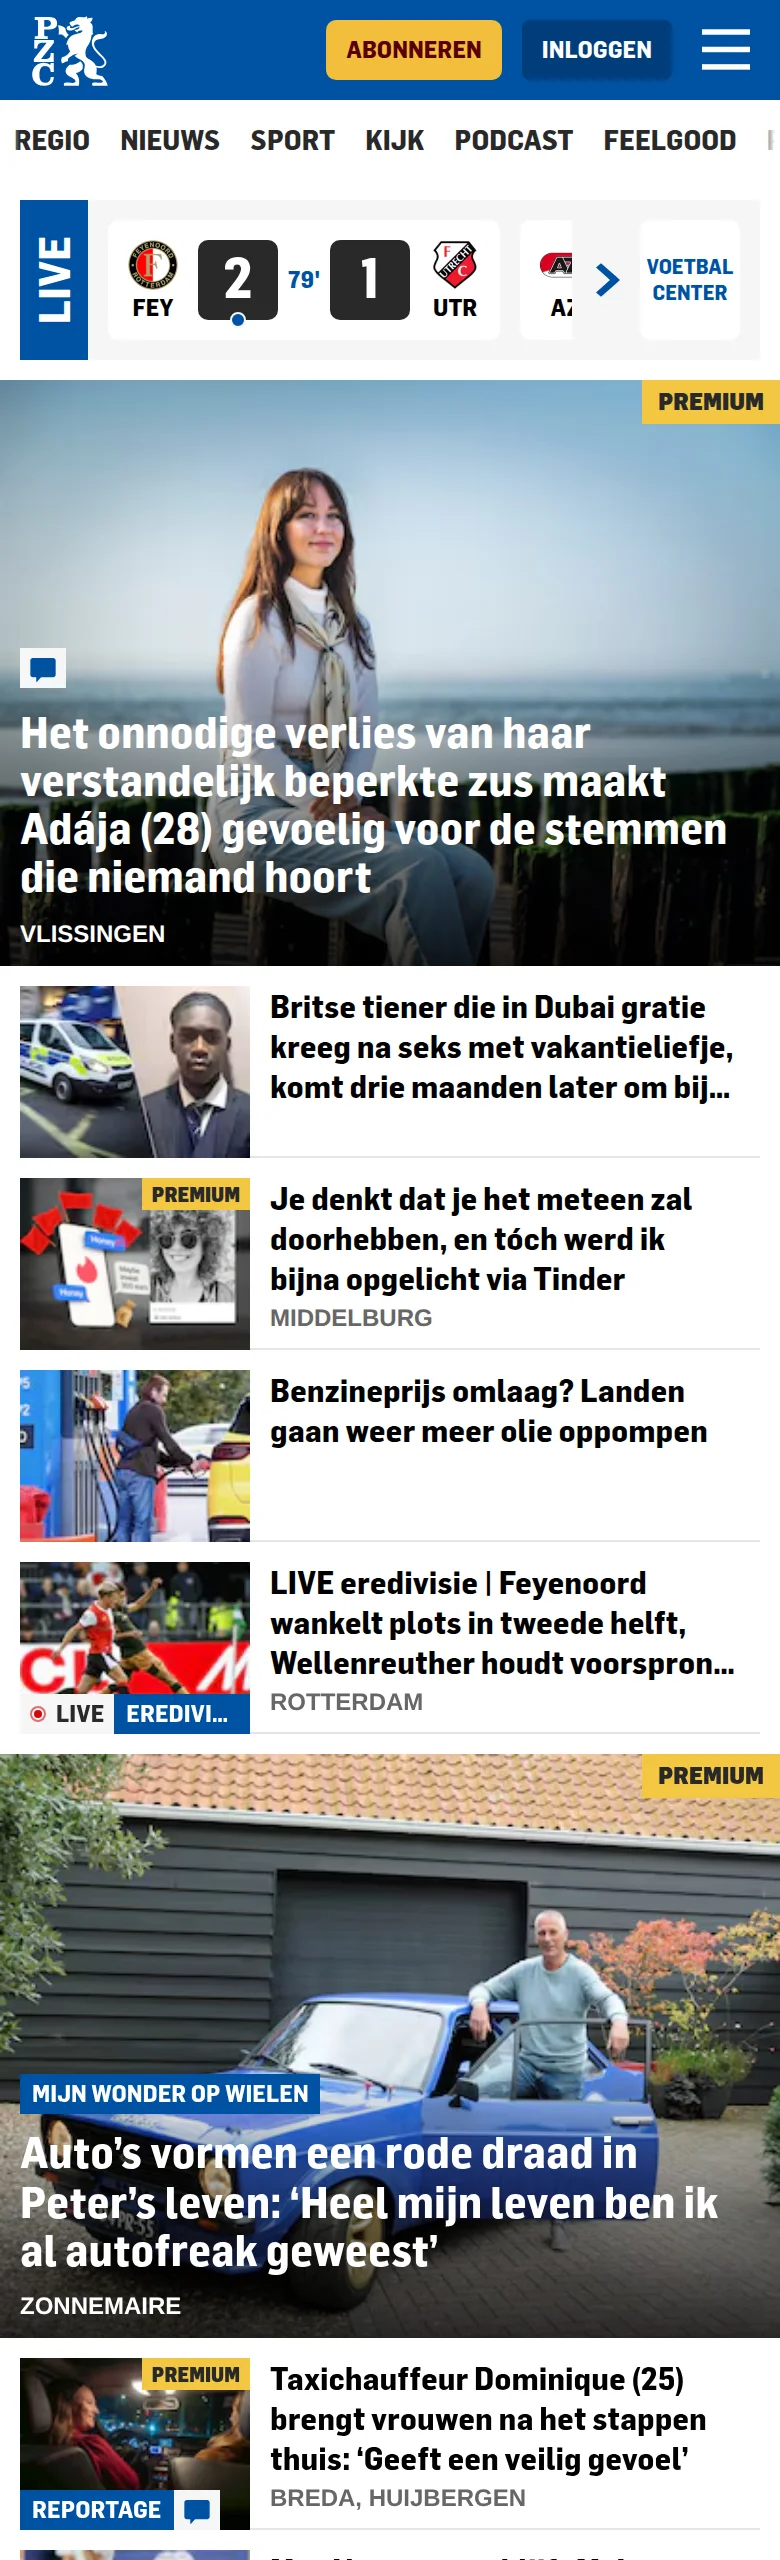 PZC
ABONNEREN
INLOGGEN
REGIO NIEUWS SPORT KIJK PODCAST FEELGOOD
LIVE
FEY
2
79'
1
UTR
AZ
VOETBAL
CENTER
PREMIUM
Het onnodige verlies van haar
verstandelijk beperkte zus maakt
Adája (28) gevoelig voor de stemmen
die niemand hoort
VLISSINGEN
Britse tiener die in Dubai gratie
kreeg na seks met vakantieliefje,
komt drie maanden later om bij...
PREMIUM
Je denkt dat je het meteen zal
doorhebben, en tóch werd ik
bijna opgelicht via Tinder
MIDDELBURG
Benzineprijs omlaag? Landen
gaan weer meer olie oppompen
LIVE eredivisie | Feyenoord
wankelt plots in tweede helft,
Wellenreuther houdt voorspron...
ROTTERDAM
LIVE
EREDIVI...
PREMIUM
MIJN WONDER OP WIELEN
Auto’s vormen een rode draad in
Peter’s leven: ‘Heel mijn leven ben ik
al autofreak geweest’
ZONNEMAIRE
PREMIUM
REPORTAGE
Taxichauffeur Dominique (25)
brengt vrouwen na het stappen
thuis: ‘Geeft een veilig gevoel’
BREDA, HUIJBERGEN